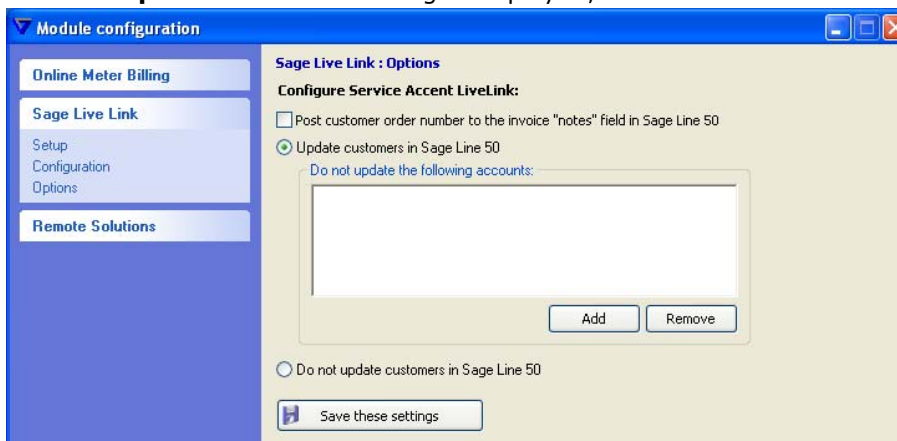 Module configuration
Online Meter Billing
Sage Live Link
Setup
Configuration
Options
Remote Solutions
Sage Live Link : Options
Configure Service Accent LiveLink:
Post customer order number to the invoice "notes" field in Sage Line 50
Update customers in Sage Line 50
Do not update the following accounts:
Add Remove
Do not update customers in Sage Line 50
Save these settings